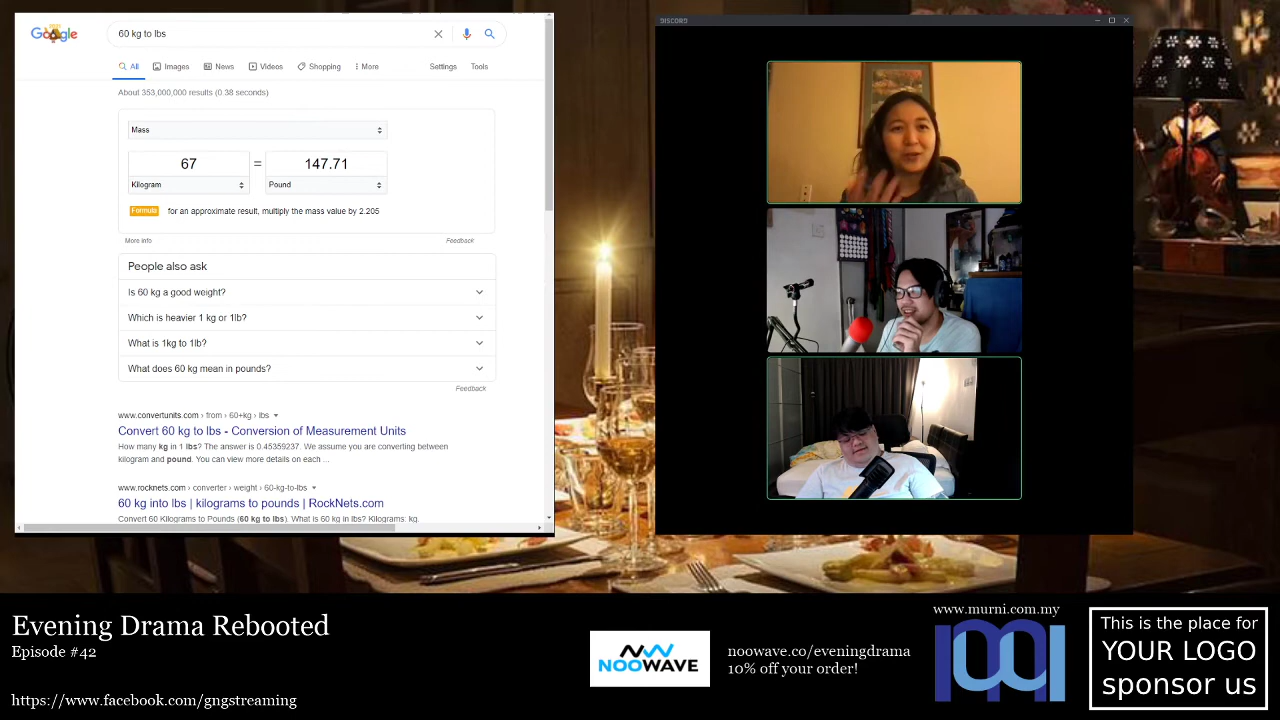 Google
60 kg to lbs
All Images News Videos Shopping More Settings Tools
About 353,000,000 results (0.38 seconds)
Mass
67 = 147.71
Kilogram Pound
Formula for an approximate result, multiply the mass value by 2.205
More info Feedback
People also ask
Is 60 kg a good weight?
Which is heavier 1 kg or 1lb?
What is 1kg to 1lb?
What does 60 kg mean in pounds?
Feedback
www.convertunits.com › from › 60+kg › lbs
Convert 60 kg to lbs - Conversion of Measurement Units
How many kg in 1 lbs? The answer is 0.45359237. We assume you are converting between
kilogram and pound. You can view more details on each ...
www.rocknets.com › converter › weight › 60-kg-to-lbs
60 kg into lbs | kilograms to pounds | RockNets.com
Convert 60 Kilograms to Pounds (60 kg to lbs). What is 60 kg in lbs? Kilograms: kg.
DISCORD
Evening Drama Rebooted
Episode #42
https://www.facebook.com/gngstreaming
NOOWAVE
noowave.co/eveningdrama
10% off your order!
www.murni.com.my
This is the place for
YOUR LOGO
sponsor us